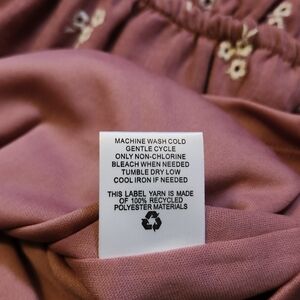 MACHINE WASH COLD
GENTLE CYCLE
ONLY NON-CHLORINE
BLEACH WHEN NEEDED
TUMBLE DRY LOW
COOL IRON IF NEEDED
THIS LABEL YARN IS MADE
OF 100% RECYCLED
POLYESTER MATERIALS